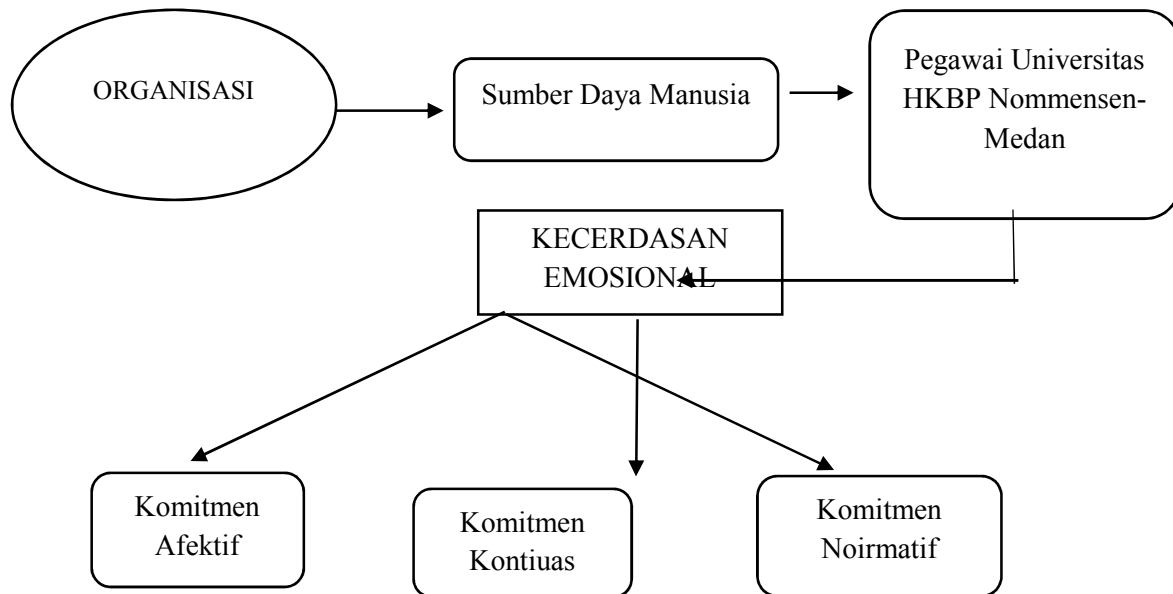 ORGANISASI
Sumber Daya Manusia
Pegawai Universitas
HKBP Nommensen-
Medan
KECERDASAN
EMOSIONAL
Komitmen
Afektif
Komitmen
Kontiuas
Komitmen
Noirmatif